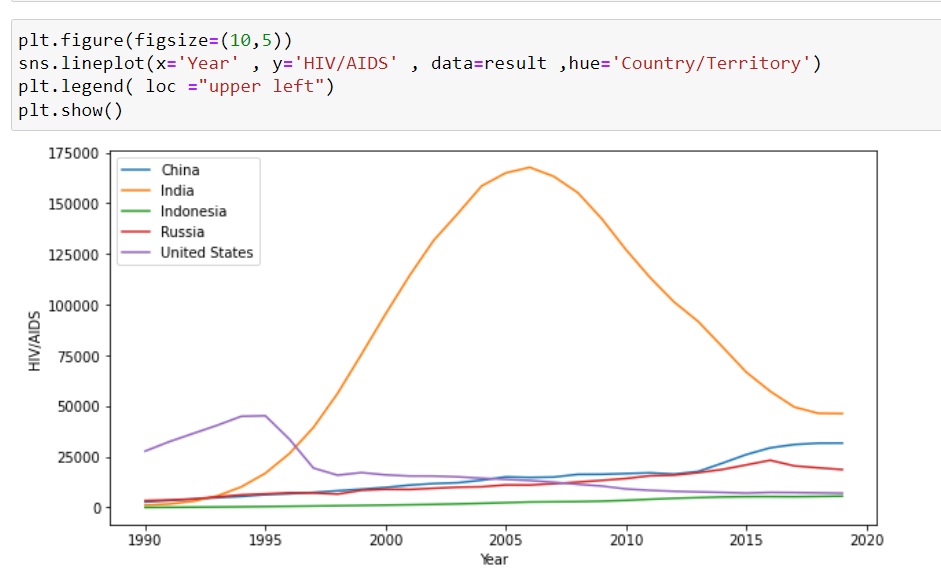 plt.figure(figsize=(10,5))
sns.lineplot(x='Year' , y='HIV/AIDS' , data=result ,hue='Country/Territory')
plt.legend( loc ="upper left")
plt.show()
175000
150000
125000
100000
75000
50000
25000
0
HIV/AIDS
China
India
Indonesia
Russia
United States
1990 1995 2000 2005 2010 2015 2020
Year